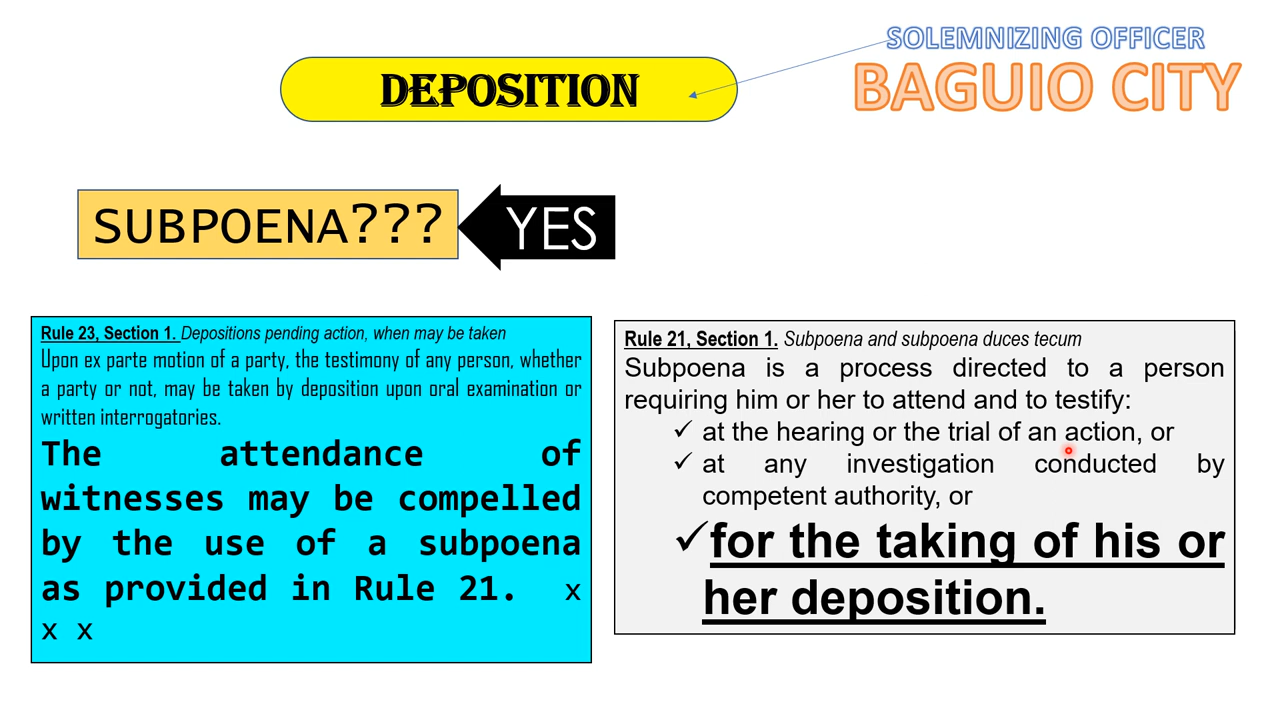 SOLEMNIZING OFFICER
BAGUIO CITY
DEPOSITION
SUBPOENA???
YES
Rule 23, Section 1. Depositions pending action, when may be taken
Upon ex parte motion of a party, the testimony of any person, whether
a party or not, may be taken by deposition upon oral examination or
written interrogatories.
The attendance of
witnesses may be compelled
by the use of a subpoena
as provided in Rule 21. x
x x
Rule 21, Section 1. Subpoena and subpoena duces tecum
Subpoena is a process directed to a person
requiring him or her to attend and to testify:
✓ at the hearing or the trial of an action, or
✓ at any investigation conducted by
competent authority, or
✓ for the taking of his or
her deposition.